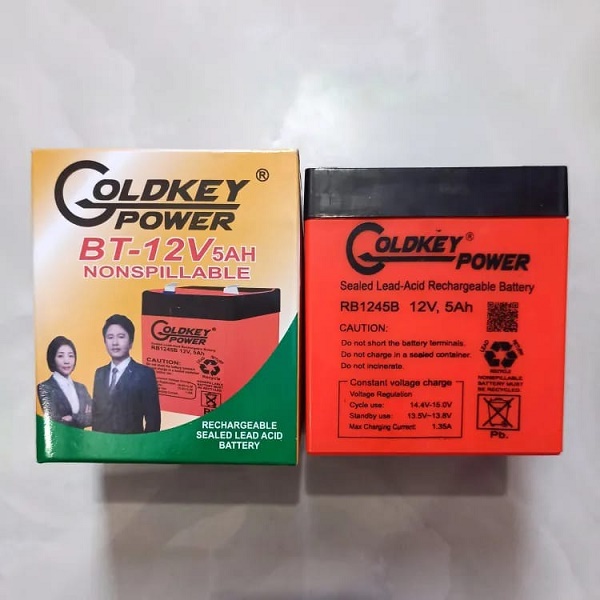 GOLDKEY®
POWER
BT-12V5AH
NONSPILLABLE
GOLDKEY
POWER
RB1245B 12V, 5Ah
CAUTION:
RECHARGEABLE
SEALED LEAD ACID
BATTERY
GOLDKEY®
POWER
Sealed Lead-Acid Rechargeable Battery
RB1245B 12V, 5Ah
CAUTION:
Do not short the battery terminals.
Do not charge in a sealed container.
Do not incinerate.
LEAD
RECYCLE
NONSPILLABLE
BATTERY MUST
BE RECYCLED
Constant voltage charge
Voltage Regulation
Cycle use: 14.4V~15.0V
Standby use: 13.5V~13.8V
Max Charging Current: 1.35A
Pb.